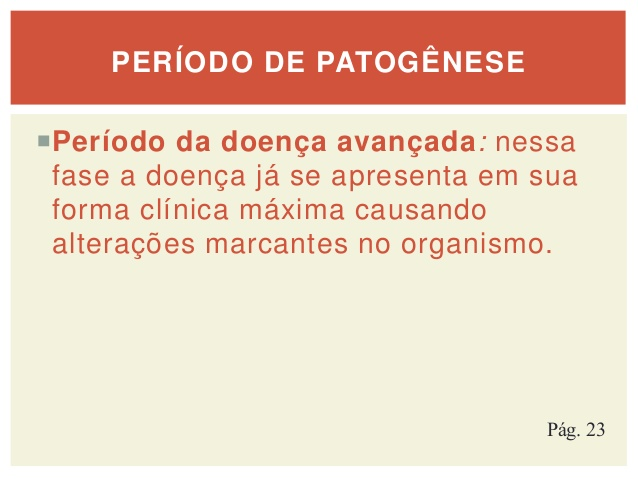 PERÍODO DE PATOGÊNESE
Período da doença avançada: nessa
fase a doença já se apresenta em sua
forma clínica máxima causando
alterações marcantes no organismo.
Pág. 23